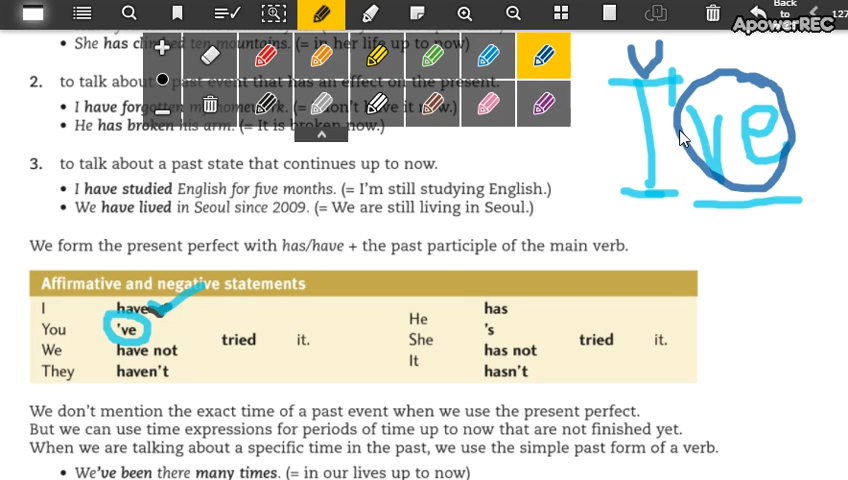 Back to
127
ApowerREC
• She has climbed ten mountains. (= in her life up to now)
2. to talk about a past event that has an effect on the present.
• I have forgotten my homework. (= I don't have it now.)
• He has broken his arm. (= It is broken now.)
I've
3. to talk about a past state that continues up to now.
• I have studied English for five months. (= I'm still studying English.)
• We have lived in Seoul since 2009. (= We are still living in Seoul.)
We form the present perfect with has/have + the past participle of the main verb.
Affirmative and negative statements
I have has
He
You 've 's
tried it. She tried it.
We have not has not
It
They haven't hasn't
We don't mention the exact time of a past event when we use the present perfect.
But we can use time expressions for periods of time up to now that are not finished yet.
When we are talking about a specific time in the past, we use the simple past form of a verb.
• We've been there many times. (= in our lives up to now)